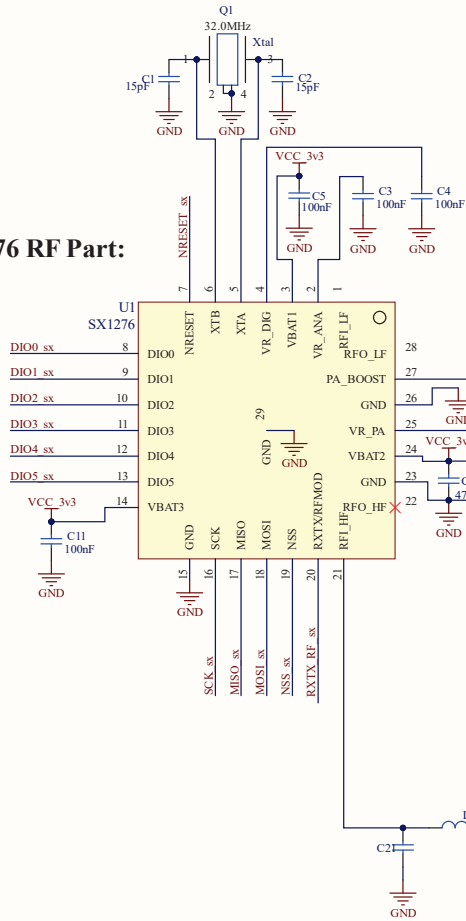 Q1
32.0MHz
Xtal
1
3
C1
15pF
2
4
C2
15pF
GND
GND
GND
VCC_3v3
C5
100nF
C3
100nF
C4
100nF
GND
GND
GND
76 RF Part:
NRESET_sx
7
6
5
4
3
2
1
U1
SX1276
NRESET
XTB
XTA
VR_DIG
VBAT1
VR_ANA
RFI_LF
DIO0_sx
8
DIO0
RFO_LF
28
DIO1_sx
9
DIO1
PA_BOOST
27
DIO2_sx
10
DIO2
GND
26
GND
DIO3_sx
11
DIO3
29
GND
GND
VR_PA
25
DIO4_sx
12
DIO4
VBAT2
24
VCC_3v
DIO5_sx
13
DIO5
GND
23
C
47
VCC_3v3
14
VBAT3
RFO_HF
22
GND
C11
100nF
GND
GND
SCK
MISO
MOSI
NSS
RXTX/RFMOD
RFI_HF
15
16
17
18
19
20
21
GND
SCK_sx
MISO_sx
MOSI_sx
NSS_sx
RXTX_RF_sx
L
C21
GND